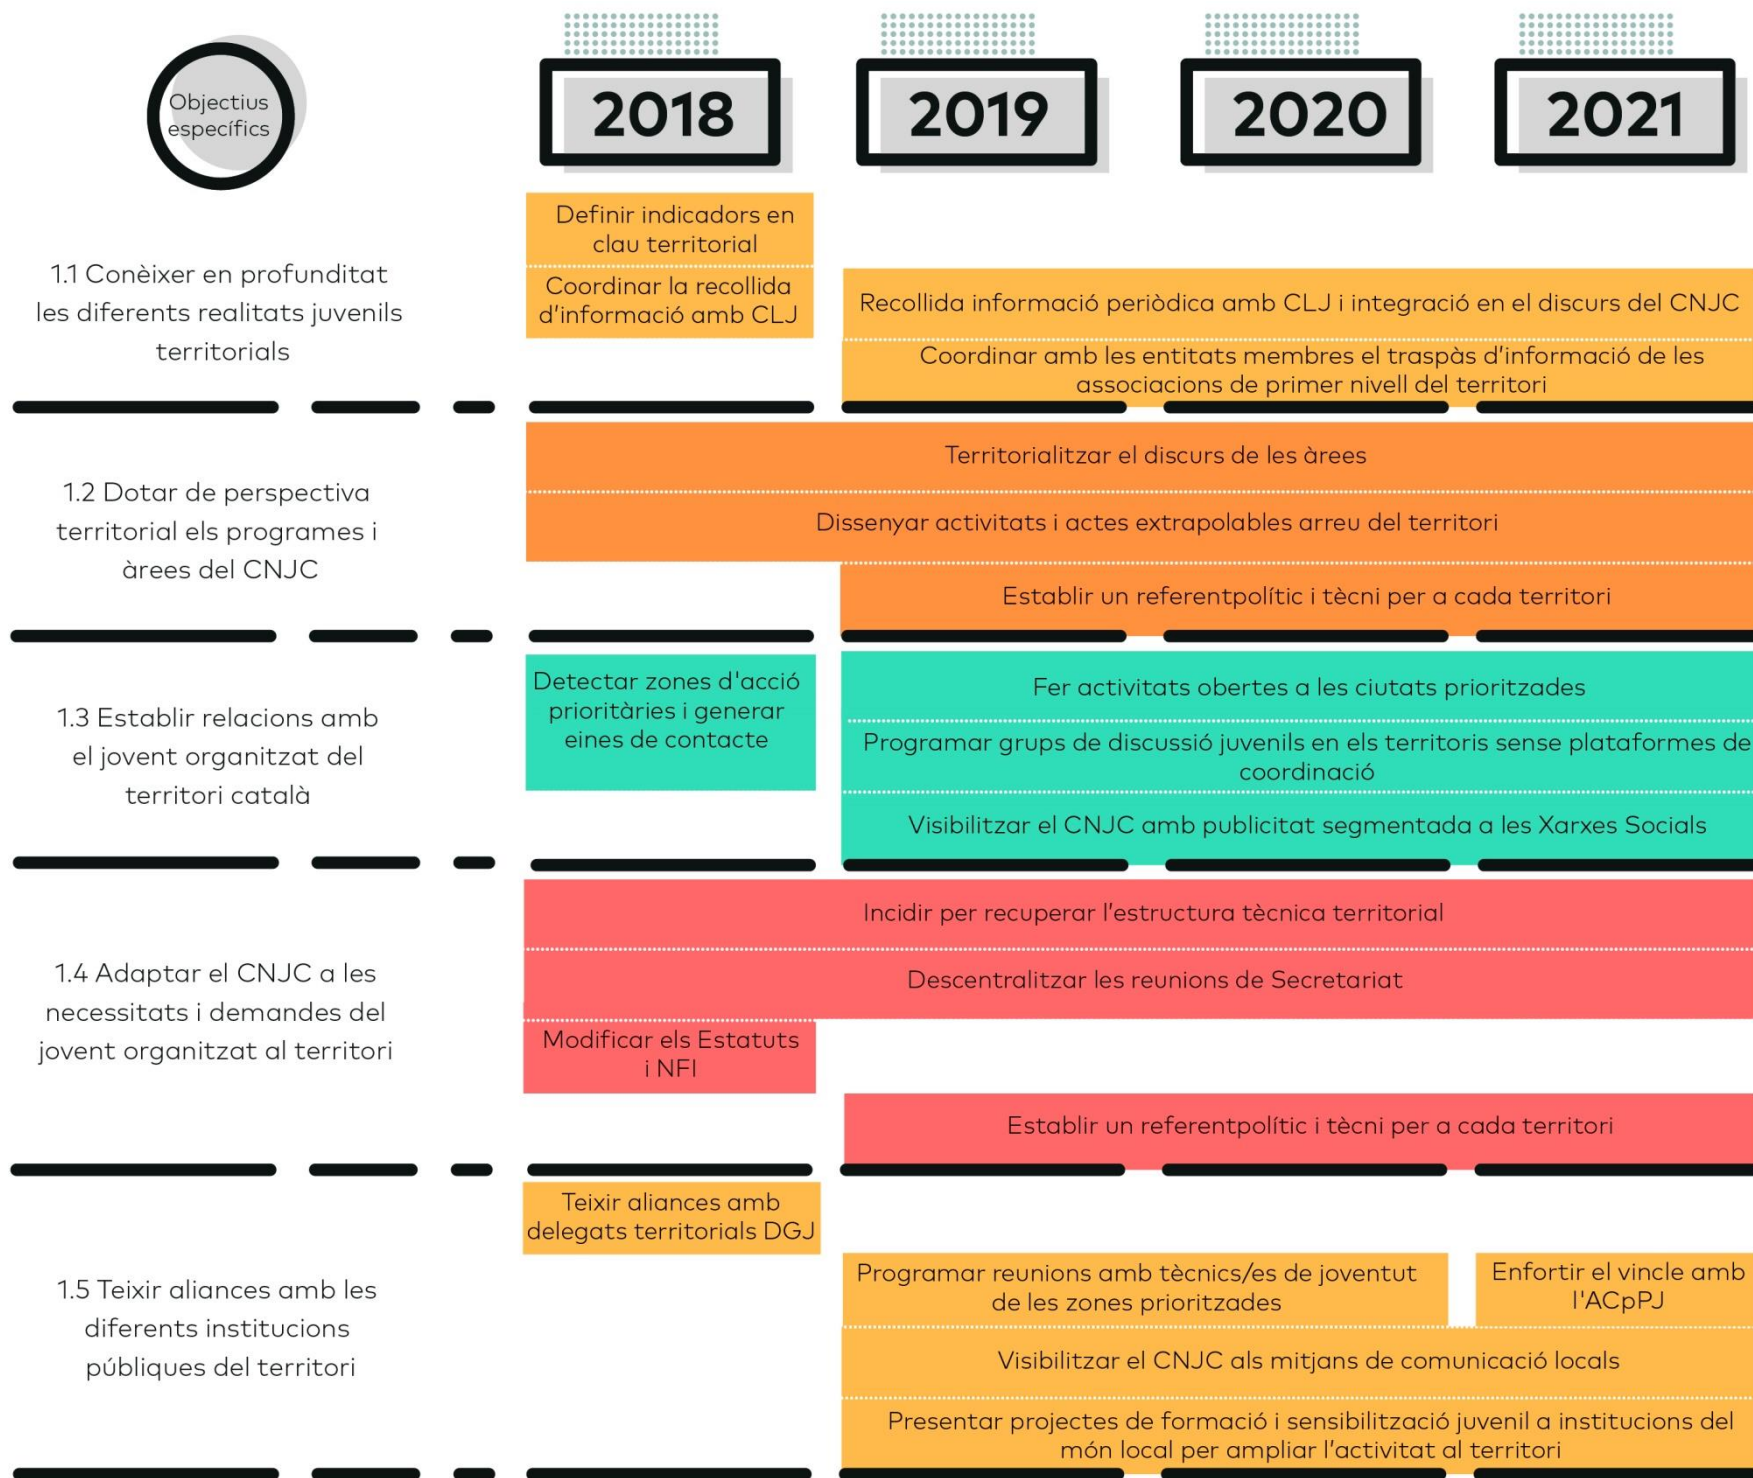 Objectius
específics
2018
2019
2020
2021
1.1 Conèixer en profunditat
les diferents realitats juvenils
territorials
Definir indicadors en
clau territorial
Coordinar la recollida
d'informació amb CLJ
Recollida informació periòdica amb CLJ i integració en el discurs del CNJC
Coordinar amb les entitats membres el traspàs d'informació de les
associacions de primer nivell del territori
1.2 Dotar de perspectiva
territorial els programes i
àrees del CNJC
Territorialitzar el discurs de les àrees
Dissenyar activitats i actes extrapolables arreu del territori
Establir un referentpolític i tècni per a cada territori
1.3 Establir relacions amb
el jovent organitzat del
territori català
Detectar zones d'acció
prioritàries i generar
eines de contacte
Fer activitats obertes a les ciutats prioritzades
Programar grups de discussió juvenils en els territoris sense plataformes de
coordinació
Visibilitzar el CNJC amb publicitat segmentada a les Xarxes Socials
1.4 Adaptar el CNJC a les
necessitats i demandes del
jovent organitzat al territori
Incidir per recuperar l'estructura tècnica territorial
Descentralitzar les reunions de Secretariat
Modificar els Estatuts
i NFI
Establir un referentpolític i tècni per a cada territori
1.5 Teixir aliances amb les
diferents institucions
públiques del territori
Teixir aliances amb
delegats territorials DGJ
Programar reunions amb tècnics/es de joventut
de les zones prioritzades
Enfortir el vincle amb
l'ACpPJ
Visibilitzar el CNJC als mitjans de comunicació locals
Presentar projectes de formació i sensibilització juvenil a institucions del
món local per ampliar l'activitat al territori